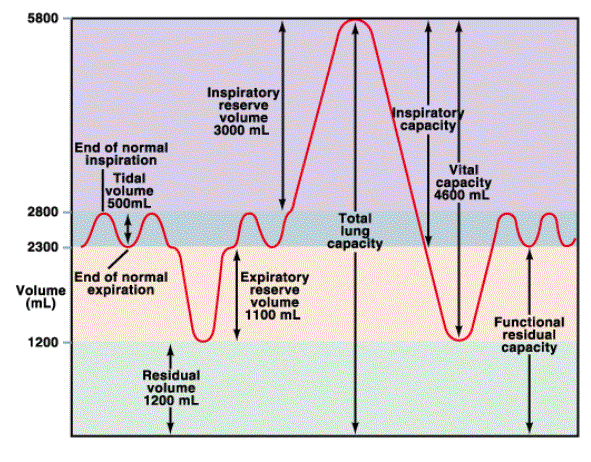 5800
Inspiratory
reserve
volume
3000 mL
Inspiratory
capacity
End of normal
inspiration
Tidal
volume
500mL
Vital
capacity
4600 mL
2800
Total
lung
capacity
2300
End of normal
expiration
Expiratory
reserve
volume
1100 mL
Volume
(mL)
Functional
residual
capacity
1200
Residual
volume
1200 mL